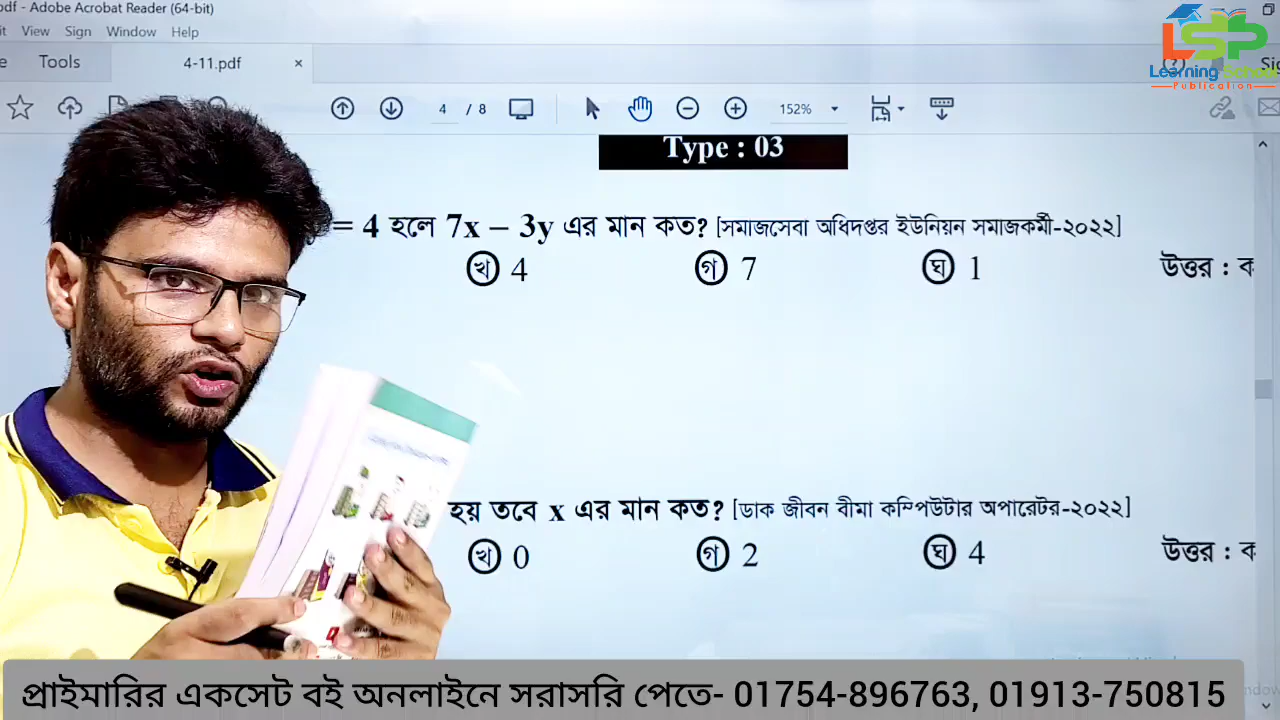 pdf - Adobe Acrobat Reader (64-bit)
it View Sign Window Help
e Tools 4-11.pdf ×
4 / 8 152%
LSP
Learning School
Publication
Type : 03
= 4 হলে 7x – 3y এর মান কত? [সমাজসেবা অধিদপ্তর ইউনিয়ন সমাজকর্মী-২০২২]
খ 4 গ 7 ঘ 1 উত্তর : ক
হয় তবে x এর মান কত? [ডাক জীবন বীমা কম্পিউটার অপারেটর-২০২২]
খ 0 গ 2 ঘ 4 উত্তর : ক
প্রাইমারির একসেট বই অনলাইনে সরাসরি পেতে- 01754-896763, 01913-750815